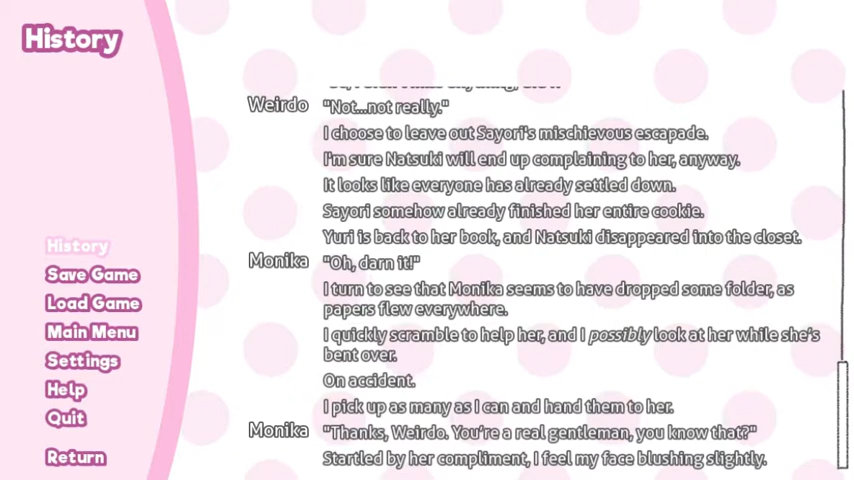 History
Weirdo "Not...not really."
I choose to leave out Sayori's mischievous escapade.
I'm sure Natsuki will end up complaining to her, anyway.
It looks like everyone has already settled down.
Sayori somehow already finished her entire cookie.
Yuri is back to her book, and Natsuki disappeared into the closet.
Monika "Oh, darn it!"
I turn to see that Monika seems to have dropped some folder, as
papers flew everywhere.
I quickly scramble to help her, and I possibly look at her while she's
bent over.
On accident.
I pick up as many as I can and hand them to her.
Monika "Thanks, Weirdo. You're a real gentleman, you know that?"
Startled by her compliment, I feel my face blushing slightly.
History
Save Game
Load Game
Main Menu
Settings
Help
Quit
Return